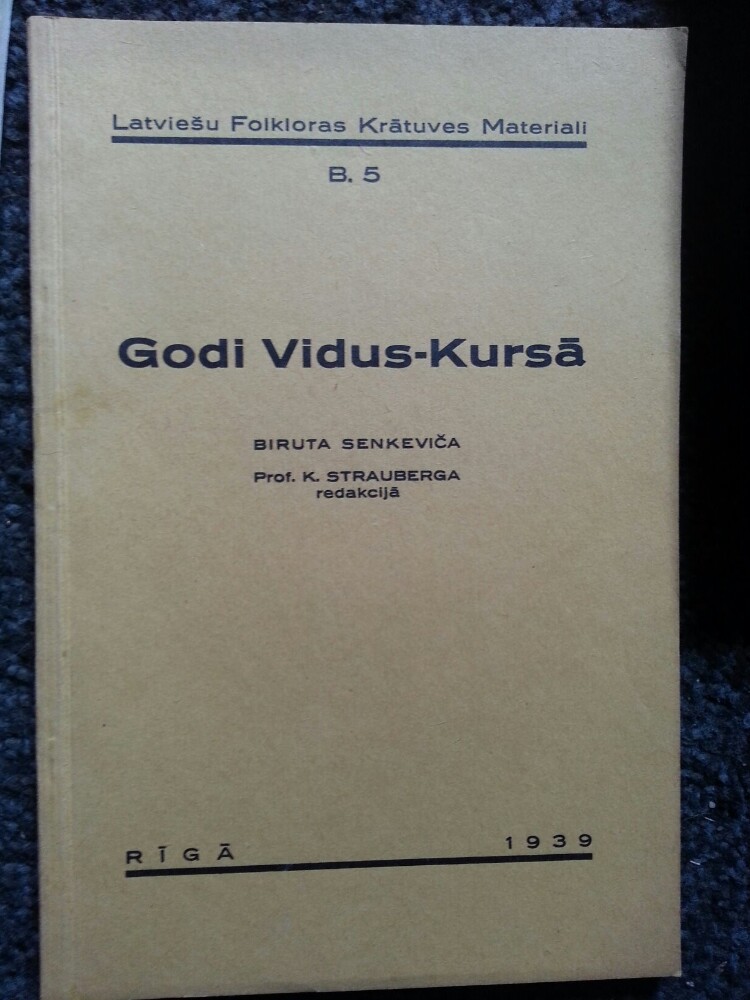 Latviešu Folkloras Krātuves Materiali
B. 5
Godi Vidus-Kursā
BIRUTA SENKEVIČA
Prof. K. STRAUBERGA
redakcijā
RĪGĀ 1939